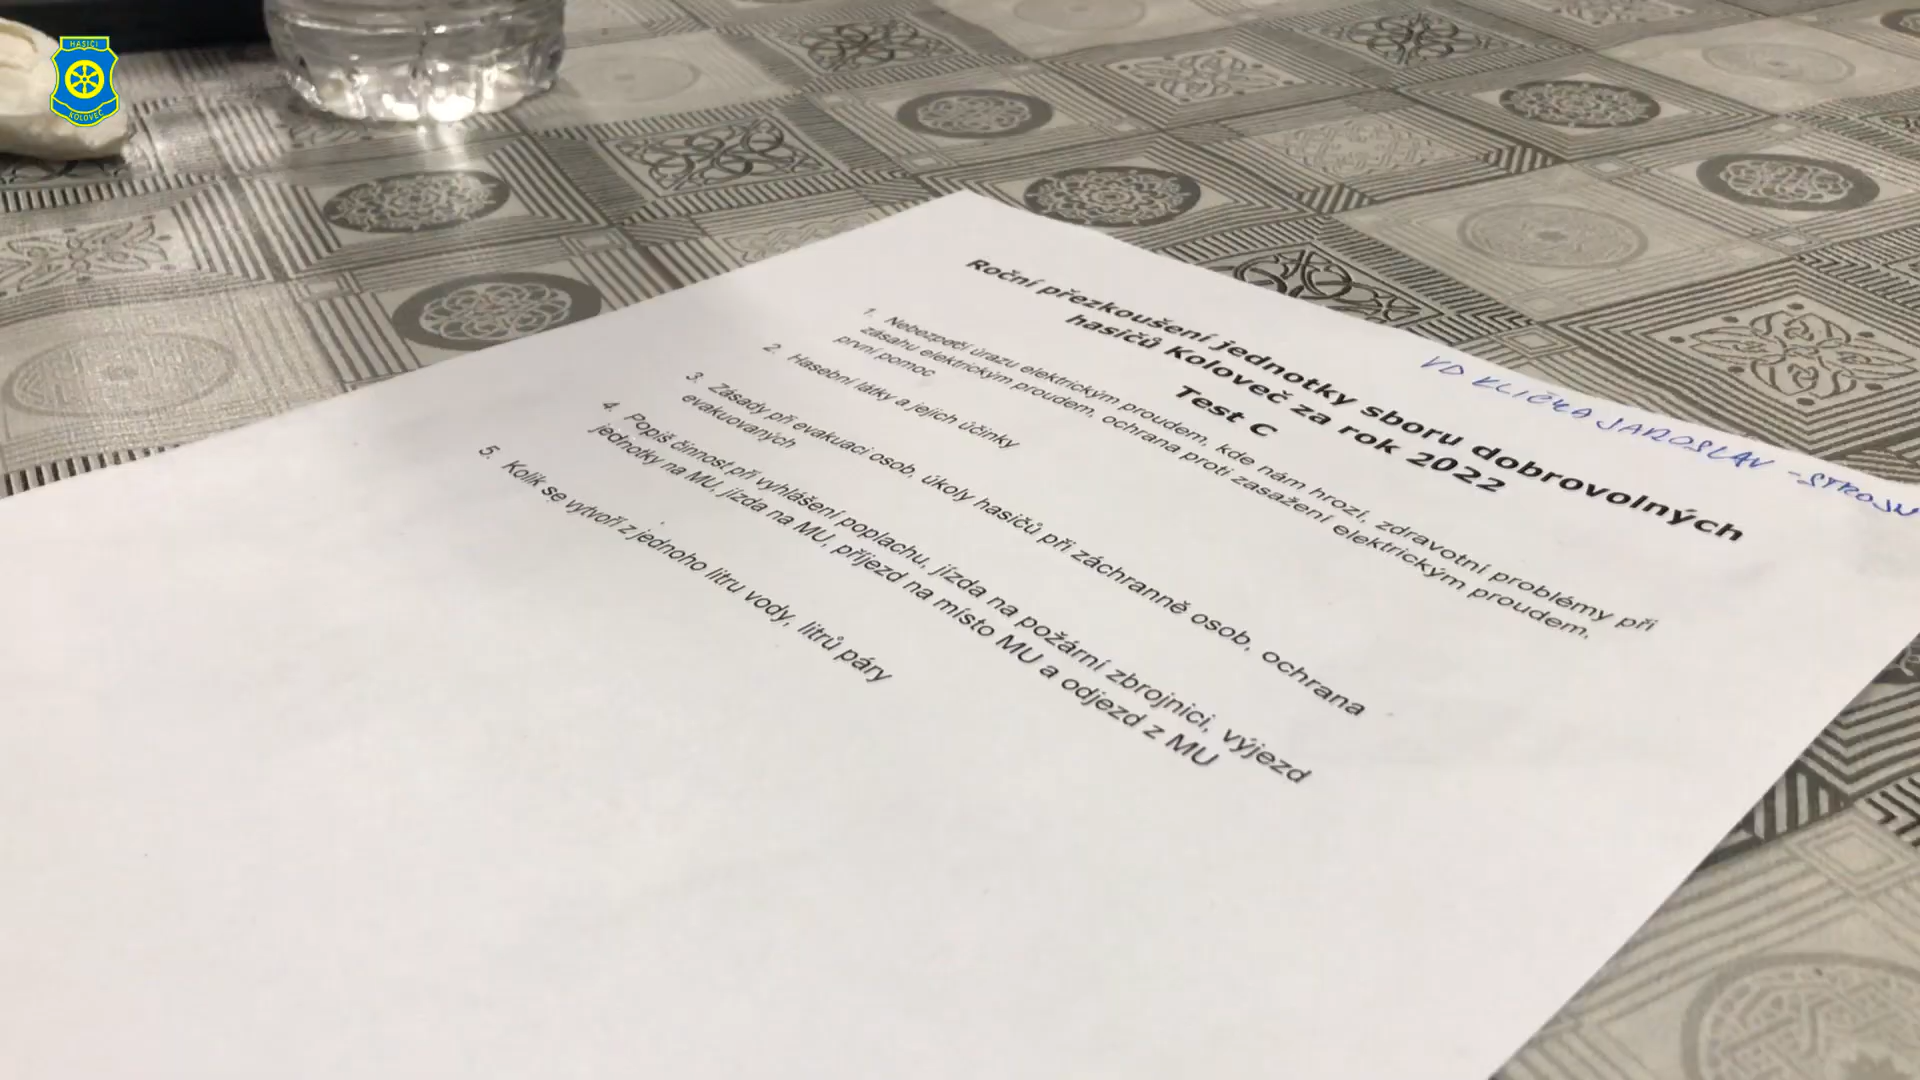 HASIČI
KOLOVEČ
VD KLIČKA JAROSLAV - STROJN
Roční přezkoušení jednotky sboru dobrovolných
hasičů Koloveč za rok 2022
Test C
1. Nebezpečí úrazu elektrickým proudem, kde nám hrozí, zdravotní problémy při
zásahu elektrickým proudem, ochrana proti zasažení elektrickým proudem,
první pomoc
2. Hasební látky a jejich účinky
3. Zásady při evakuaci osob, úkoly hasičů při záchranně osob, ochrana
evakuovaných
4. Popiš činnost při vyhlášení poplachu, jízda na požární zbrojnici, výjezd
jednotky na MU, jízda na MU, příjezd na místo MU a odjezd z MU
5. Kolik se vytvoří z jednoho litru vody, litrů páry